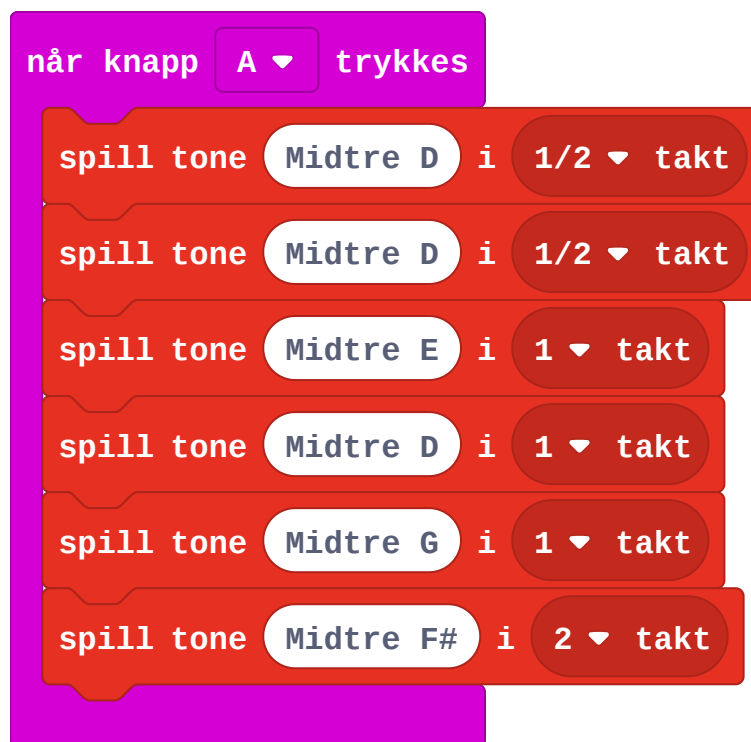 når knapp A trykkes
spill tone Midtre D i 1/2 takt
spill tone Midtre D i 1/2 takt
spill tone Midtre E i 1 takt
spill tone Midtre D i 1 takt
spill tone Midtre G i 1 takt
spill tone Midtre F# i 2 takt